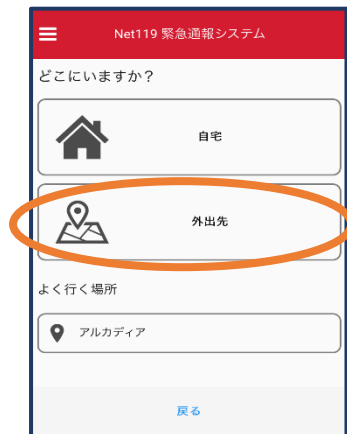 Net119 緊急通報システム
どこにいますか？
自宅
外出先
よく行く場所
アルカディア
戻る